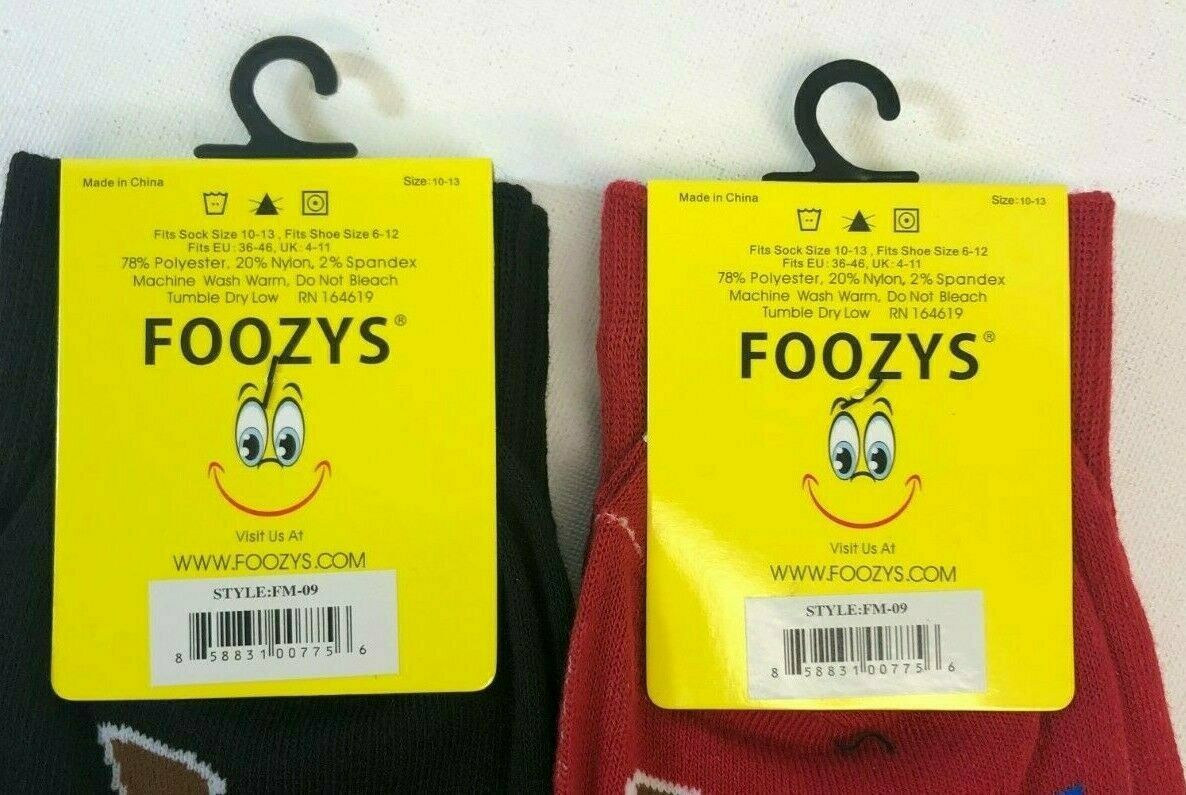 Made in China
Size: 10-13
Fits Sock Size 10-13 , Fits Shoe Size 6-12
Fits EU : 36-46, UK: 4-11
78% Polyester, 20% Nylon, 2% Spandex
Machine Wash Warm, Do Not Bleach
Tumble Dry Low RN 164619
FOOZYS®
Visit Us At
WWW.FOOZYS.COM
STYLE:FM-09
8 58831 00775 6
Made in China
Size: 10-13
Fits Sock Size 10-13 , Fits Shoe Size 6-12
Fits EU : 36-46, UK: 4-11
78% Polyester, 20% Nylon, 2% Spandex
Machine Wash Warm, Do Not Bleach
Tumble Dry Low RN 164619
FOOZYS®
Visit Us At
WWW.FOOZYS.COM
STYLE:FM-09
8 58831 00775 6